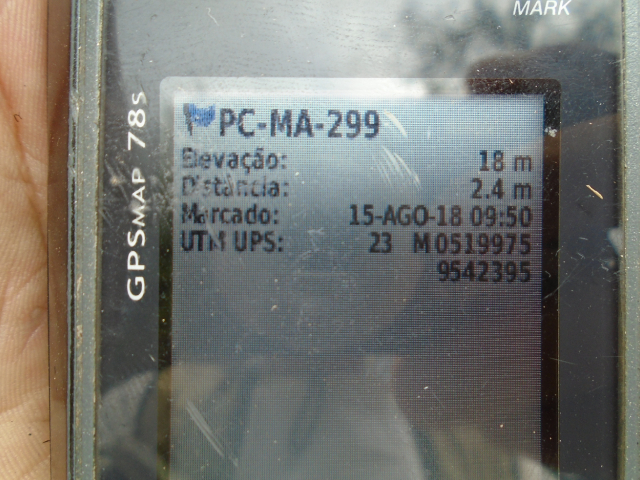 MARK
GPSMAP 78s
PC-MA-299
Elevação: 18 m
Distância: 2.4 m
Marcado: 15-AGO-18 09:50
UTM UPS: 23 M 0519975
9542395